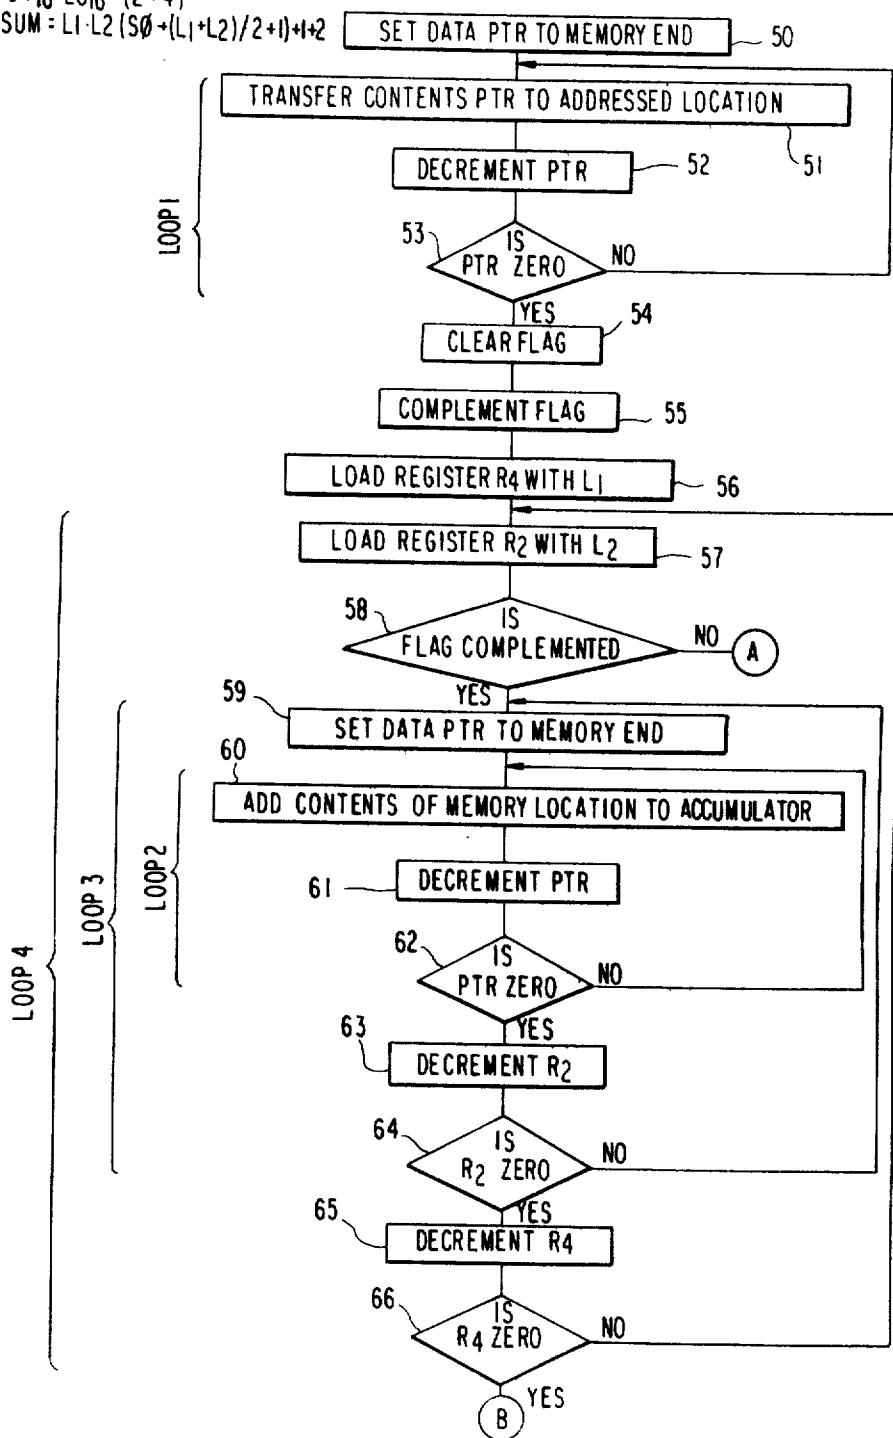 SUM = L1·L2 (SØ+(L1+L2)/2+1)+1+2
SET DATA PTR TO MEMORY END
50
TRANSFER CONTENTS PTR TO ADDRESSED LOCATION
51
DECREMENT PTR
52
LOOP 1
53
IS
PTR ZERO
NO
YES
54
CLEAR FLAG
COMPLEMENT FLAG
55
LOAD REGISTER R4 WITH L1
56
LOAD REGISTER R2 WITH L2
57
58
IS
FLAG COMPLEMENTED
NO
A
YES
59
SET DATA PTR TO MEMORY END
60
ADD CONTENTS OF MEMORY LOCATION TO ACCUMULATOR
LOOP 2
LOOP 3
LOOP 4
61
DECREMENT PTR
62
IS
PTR ZERO
NO
YES
63
DECREMENT R2
64
IS
R2 ZERO
NO
YES
65
DECREMENT R4
66
IS
R4 ZERO
NO
YES
B